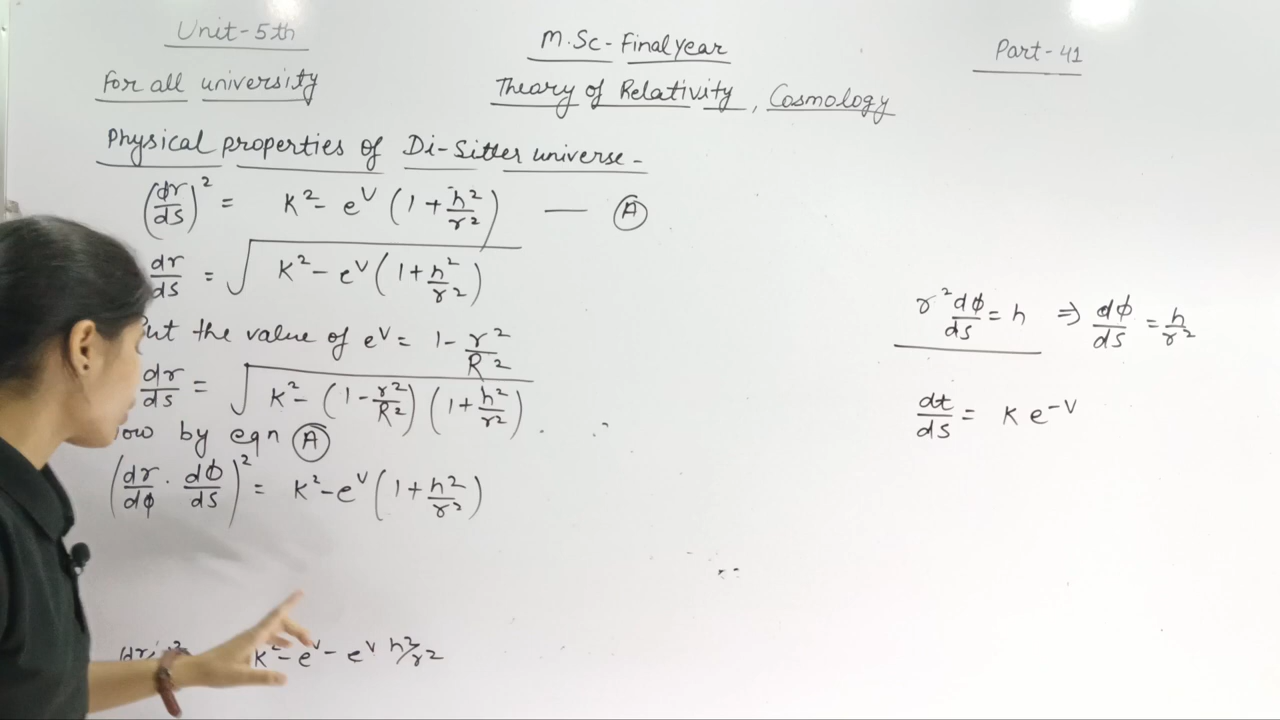 Unit-5th
M.Sc-Final year
Part-41
For all university
Theory of Relativity, Cosmology
Physical properties of Di-Sitter universe-
(dr/ds)² = K² - e^v (1 + h²/r²) — (A)
dr/ds = √(K² - e^v (1 + h²/r²))
r² dϕ/ds = h ⇒ dϕ/ds = h/r²
Put the value of e^v = 1 - r²/R²
dr/ds = √(K² - (1 - r²/R²) (1 + h²/r²))
dt/ds = K e^-v
by eqn (A)
(dr/dϕ · dϕ/ds)² = K² - e^v (1 + h²/r²)
K² - e^v - e^v h²/r²